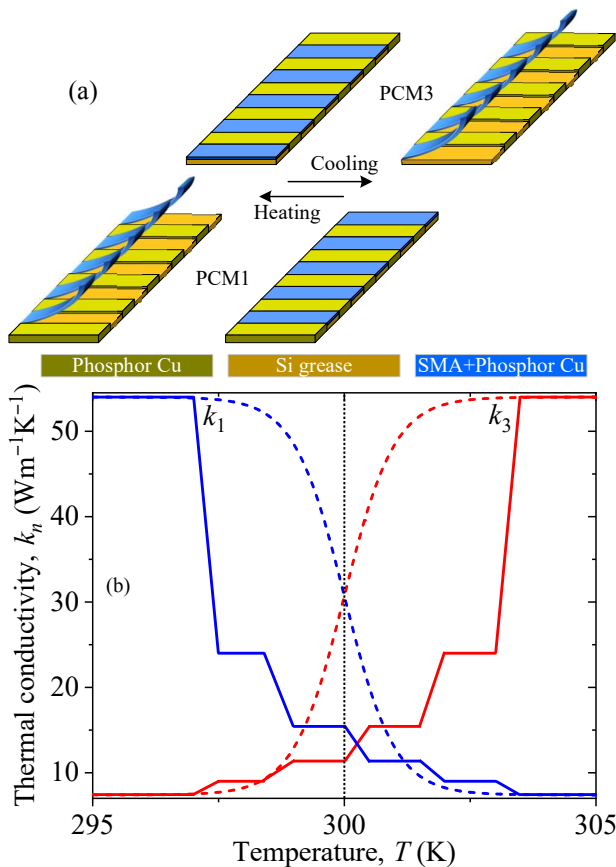 (a)
PCM3
Cooling
Heating
PCM1
Phosphor Cu
Si grease
SMA+Phosphor Cu
Thermal conductivity, kₙ (Wm⁻¹K⁻¹)
50
40
30
20
10
k₁
k₃
(b)
295
300
305
Temperature, T (K)